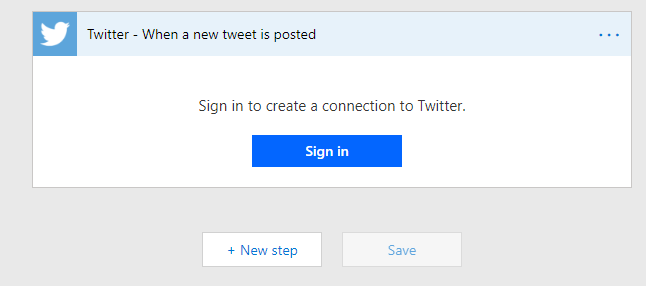 Twitter - When a new tweet is posted
Sign in to create a connection to Twitter.
Sign in
+ New step
Save